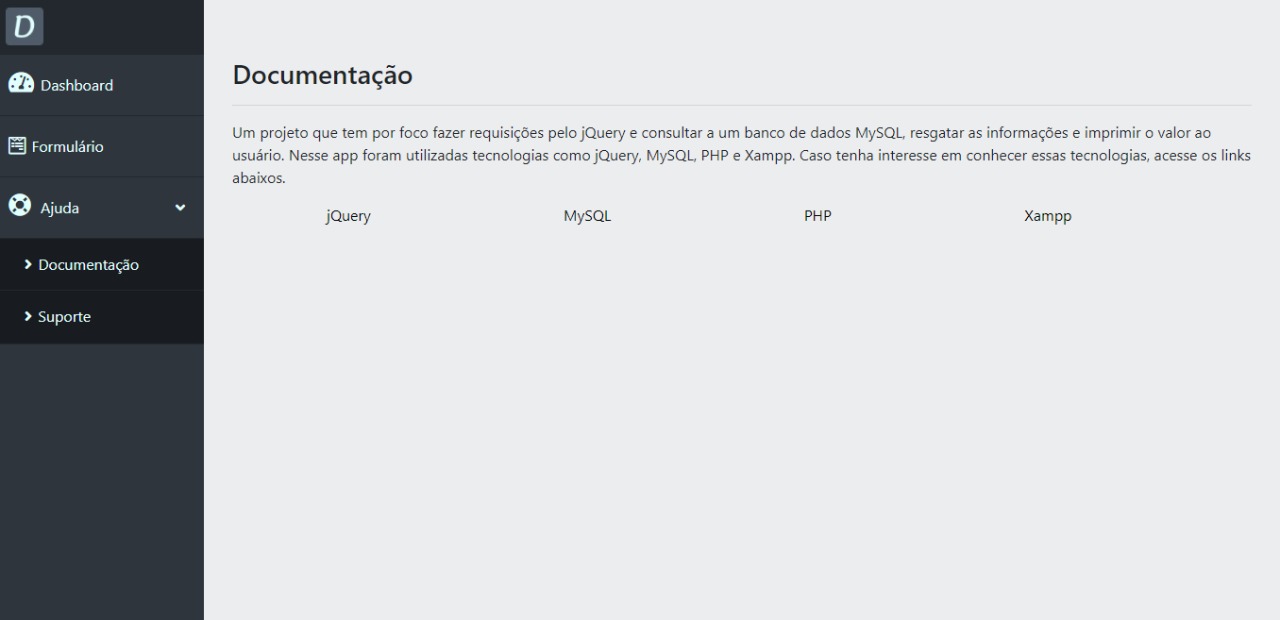 D
Dashboard
Formulário
Ajuda
Documentação
Suporte
Documentação
Um projeto que tem por foco fazer requisições pelo jQuery e consultar a um banco de dados MySQL, resgatar as informações e imprimir o valor ao
usuário. Nesse app foram utilizadas tecnologias como jQuery, MySQL, PHP e Xampp. Caso tenha interesse em conhecer essas tecnologias, acesse os links
abaixos.
jQuery MySQL PHP Xampp